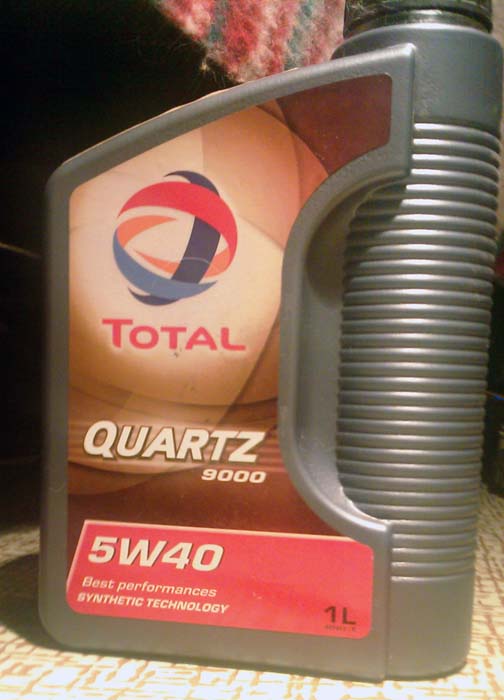 TOTAL
QUARTZ
9000
5W40
Best performances
SYNTHETIC TECHNOLOGY
1L